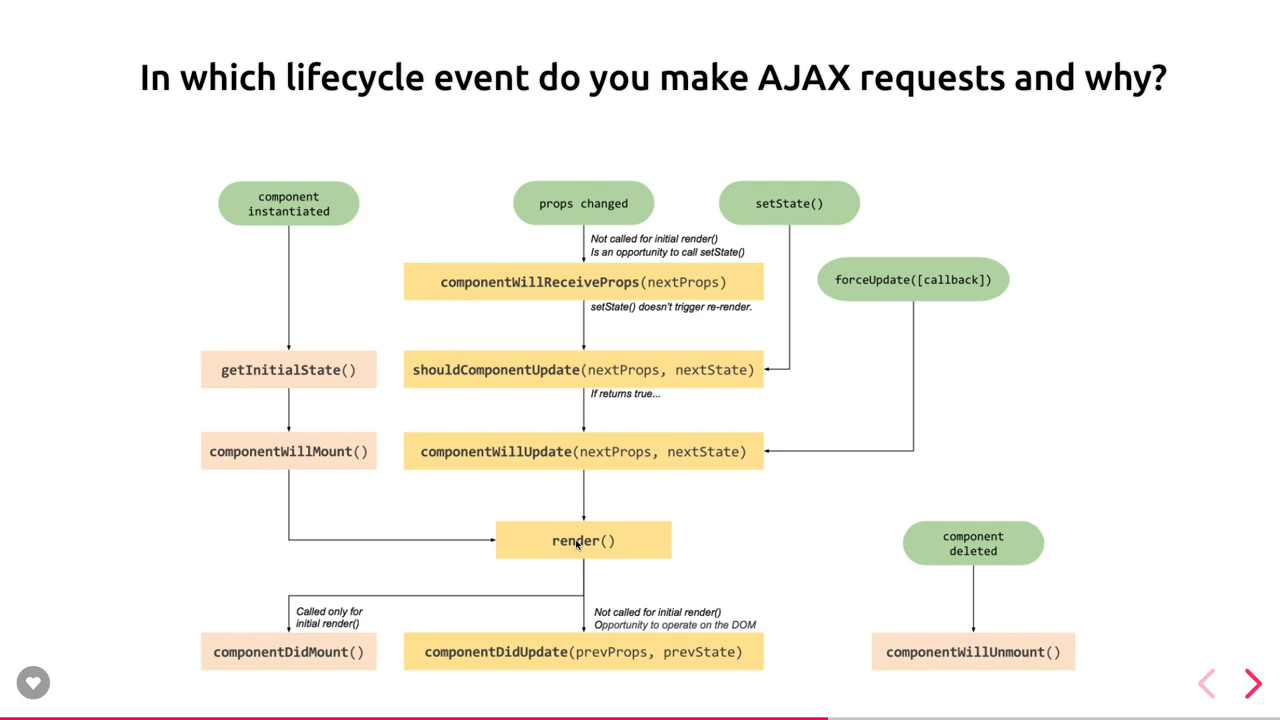 In which lifecycle event do you make AJAX requests and why?
component
instantiated
props changed
setState()
Not called for initial render()
Is an opportunity to call setState()
componentWillReceiveProps(nextProps)
forceUpdate([callback])
setState() doesn't trigger re-render.
getInitialState()
shouldComponentUpdate(nextProps, nextState)
If returns true...
componentWillMount()
componentWillUpdate(nextProps, nextState)
render()
component
deleted
Called only for
initial render()
Not called for initial render()
Opportunity to operate on the DOM
componentDidMount()
componentDidUpdate(prevProps, prevState)
componentWillUnmount()